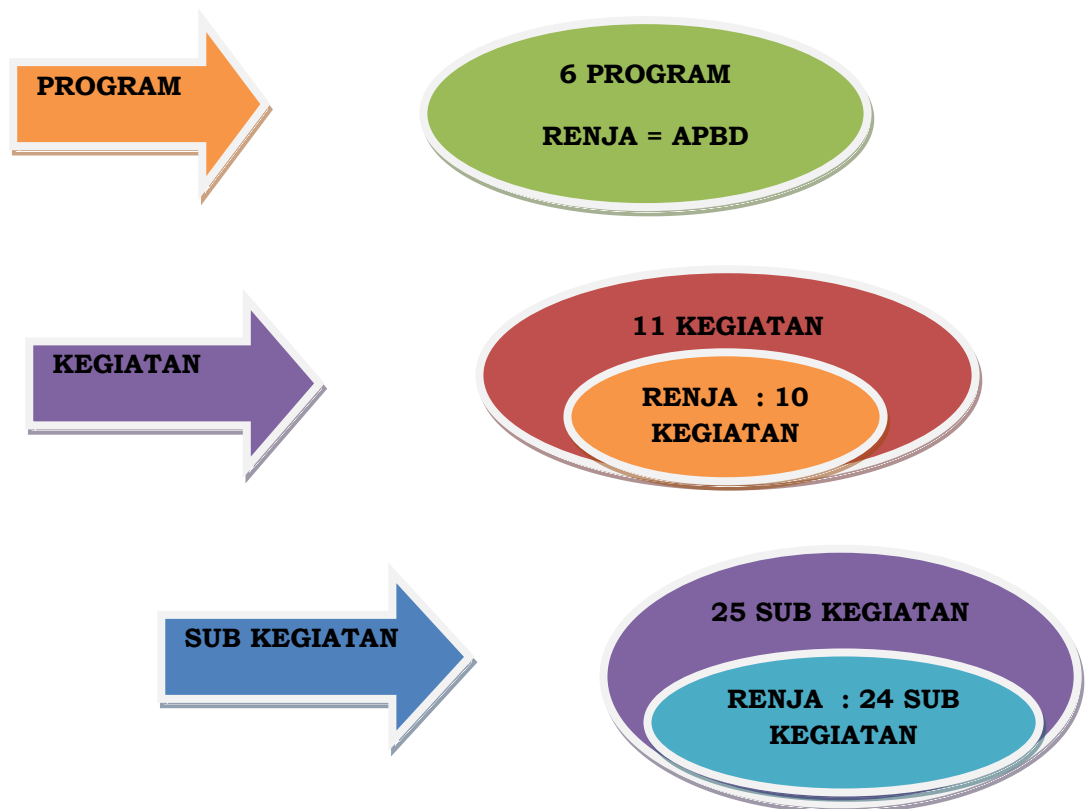 PROGRAM
6 PROGRAM
RENJA = APBD
KEGIATAN
11 KEGIATAN
RENJA : 10
KEGIATAN
SUB KEGIATAN
25 SUB KEGIATAN
RENJA : 24 SUB
KEGIATAN